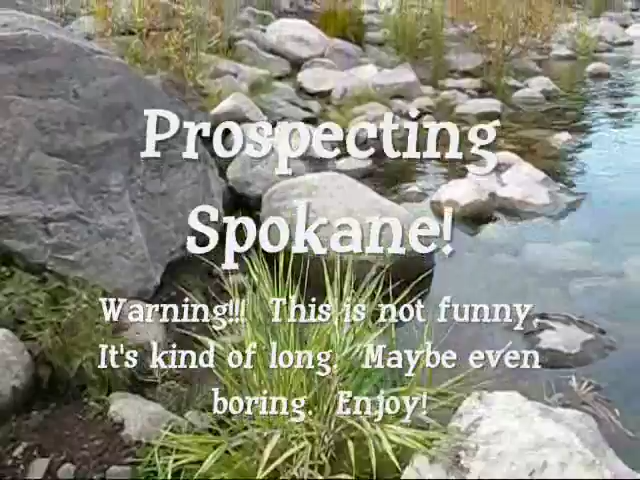 Prospecting
Spokane!
Warning!!! This is not funny.
It's kind of long. Maybe even
boring. Enjoy!